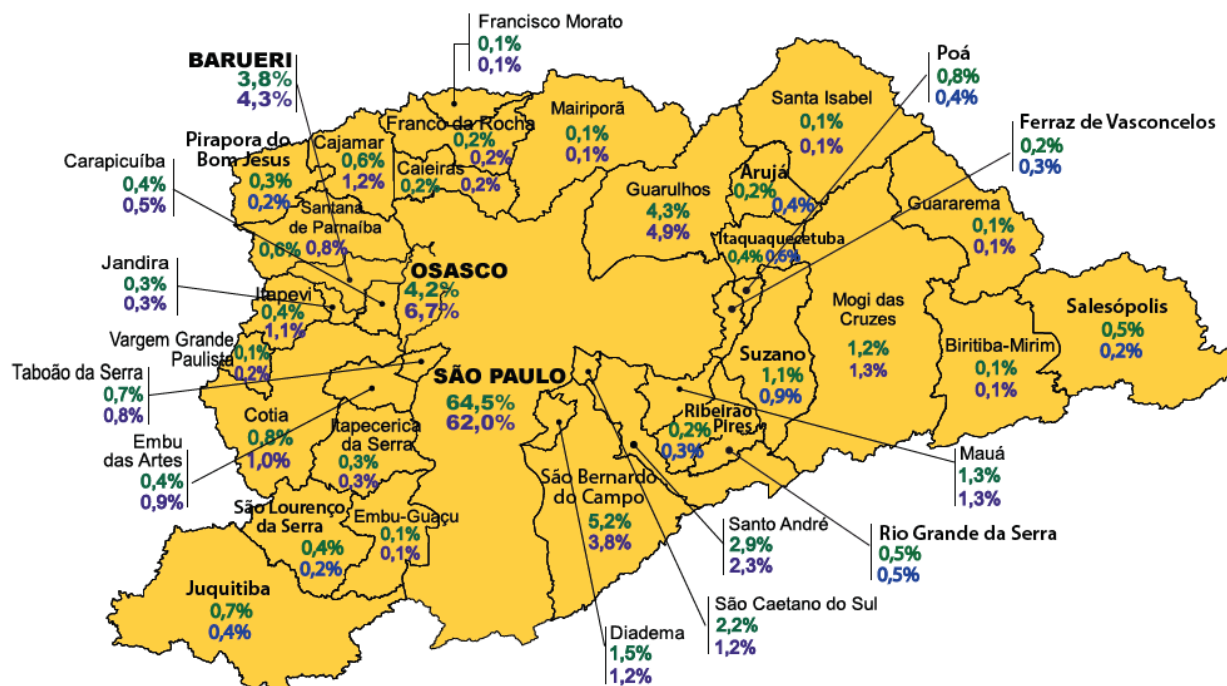 Francisco Morato
0,1%
0,1%
BARUERI
3,8%
4,3%
Poá
0,8%
0,4%
Mairiporã
0,1%
0,1%
Santa Isabel
0,1%
0,1%
Ferraz de Vasconcelos
0,2%
0,3%
Franco da Rocha
0,2%
0,2%
Pirapora do
Bom Jesus
0,3%
0,2%
Cajamar
0,6%
1,2%
Carapicuíba
0,4%
0,5%
Caieiras
0,2% 0,2%
Guarulhos
4,3%
4,9%
Arujá
0,2%
0,4%
Guararema
0,1%
0,1%
Santana
de Parnaíba
0,6% 0,8%
Itaquaquecetuba
0,4% 0,6%
Jandira
0,3%
0,3%
OSASCO
4,2%
6,7%
Itapevi
0,4%
1,1%
Mogi das
Cruzes
1,2%
1,3%
Salesópolis
0,5%
0,2%
Vargem Grande
Paulista
0,1%
0,2%
Biritiba-Mirim
0,1%
0,1%
Suzano
1,1%
0,9%
Taboão da Serra
0,7%
0,8%
SÃO PAULO
64,5%
62,0%
Cotia
0,8%
1,0%
Itapecerica
da Serra
0,3%
0,3%
Ribeirão
Pires
0,2%
0,3%
Embu
das Artes
0,4%
0,9%
Mauá
1,3%
1,3%
São Bernardo
do Campo
5,2%
3,8%
São Lourenço
da Serra
0,4%
0,2%
Embu-Guaçu
0,1%
0,1%
Santo André
2,9%
2,3%
Rio Grande da Serra
0,5%
0,5%
Juquitiba
0,7%
0,4%
São Caetano do Sul
2,2%
1,2%
Diadema
1,5%
1,2%